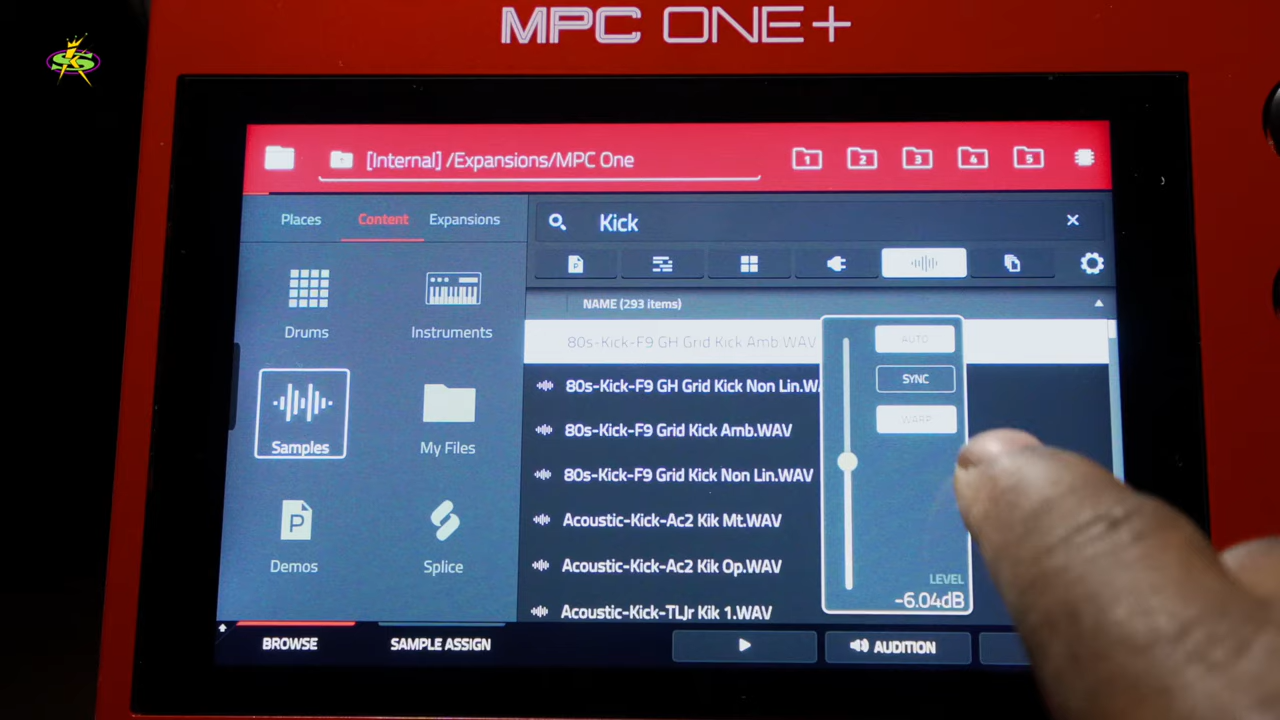 MPC ONE+
[Internal] /Expansions/MPC One
1 2 3 4 5
Places Content Expansions
Kick
NAME (293 items)
Drums
Instruments
Samples
My Files
P
Demos
Splice
80s-Kick-F9 GH Grid Kick Amb.WAV
80s-Kick-F9 GH Grid Kick Non Lin.W
80s-Kick-F9 Grid Kick Amb.WAV
80s-Kick-F9 Grid Kick Non Lin.WAV
Acoustic-Kick-Ac2 Kik Mt.WAV
Acoustic-Kick-Ac2 Kik Op.WAV
Acoustic-Kick-TLJr Kik 1.WAV
AUTO
SYNC
WARP
LEVEL
-6.04dB
BROWSE
SAMPLE ASSIGN
AUDITION